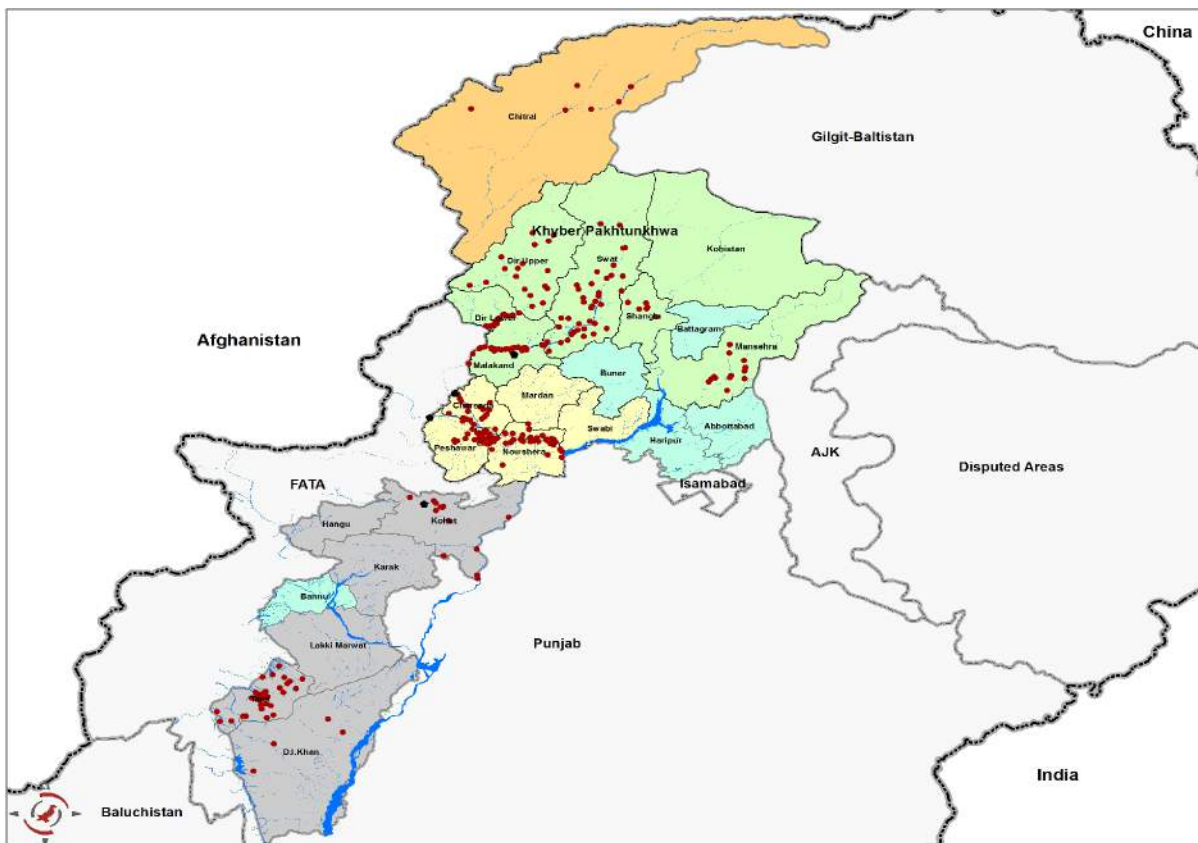 China
Chitral
Gilgit-Baltistan
Khyber Pakhtunkhwa
Kohistan
Dir Upper
Swat
Dir Lower
Shangla
Battagram
Afghanistan
Mansehra
Malakand
Buner
Mardan
Charsada
Swabi
Abbottabad
Haripur
Peshawar
Nowshera
AJK
Disputed Areas
Isamabad
FATA
Hangu
Kohat
Karak
Bannu
Lakki Marwat
Punjab
D.I.Khan
India
Baluchistan